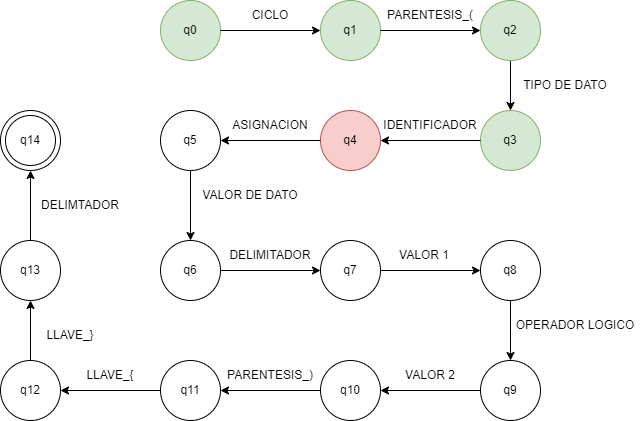 CICLO
PARENTESIS_(
q0
q1
q2
TIPO DE DATO
ASIGNACION
IDENTIFICADOR
q14
q5
q4
q3
DELIMTADOR
VALOR DE DATO
DELIMITADOR
VALOR 1
q13
q6
q7
q8
LLAVE_}
OPERADOR LOGICO
LLAVE_{
PARENTESIS_)
VALOR 2
q12
q11
q10
q9